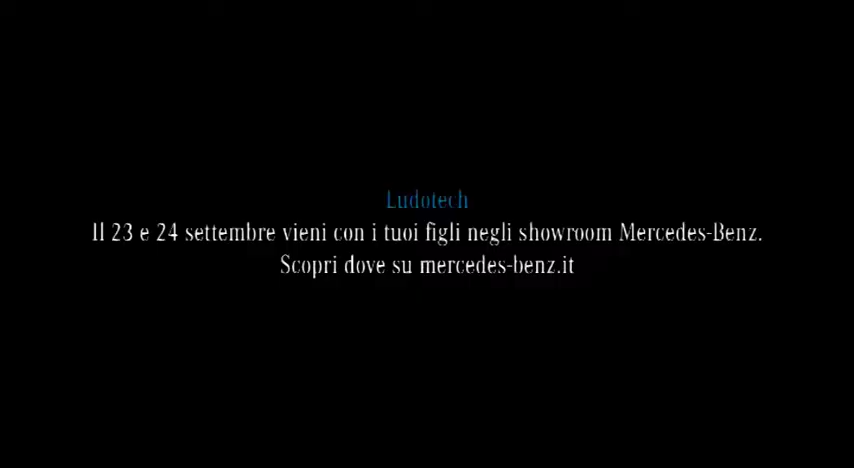 Ludotech
Il 23 e 24 settembre vieni con i tuoi figli negli showroom Mercedes-Benz.
Scopri dove su mercedes-benz.it